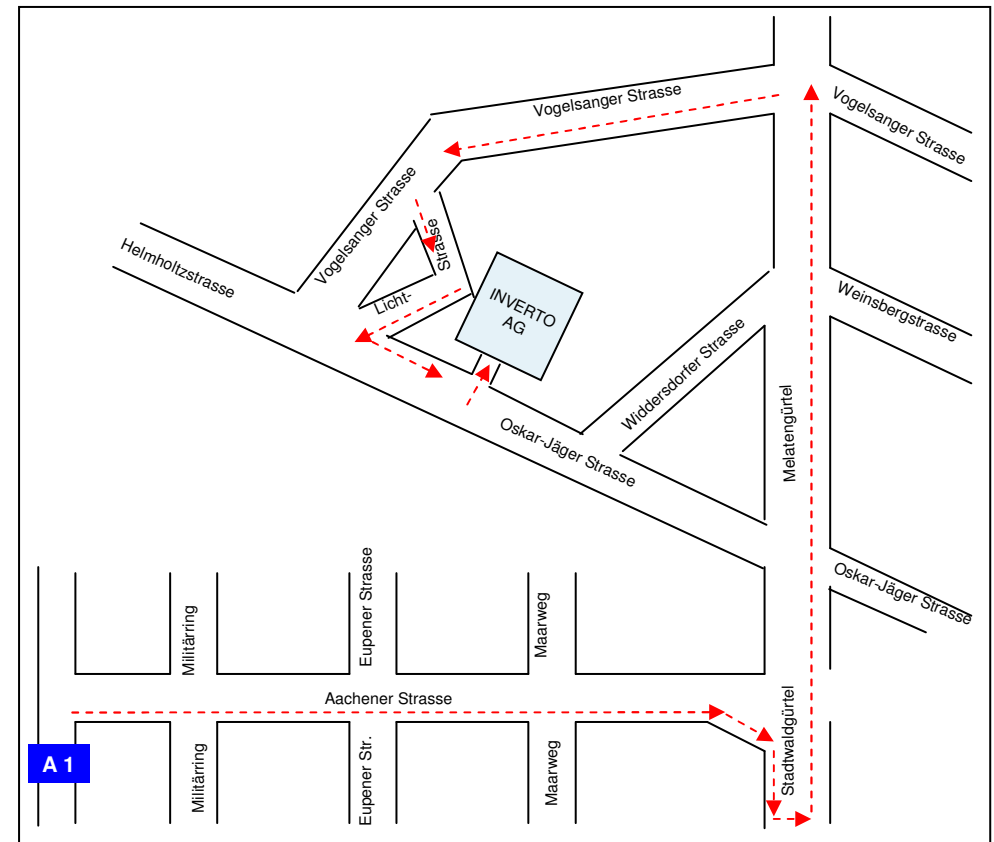 Vogelsanger Strasse
Vogelsanger Strasse
Vogelsanger Strasse
Strasse
Helmholtzstrasse
Licht-
INVERTO
AG
Weinsbergstrasse
Widdersdorfer Strasse
Melatengürtel
Oskar-Jäger Strasse
Oskar-Jäger Strasse
Militärring
Eupener Strasse
Maarweg
Aachener Strasse
A 1
Militärring
Eupener Str.
Maarweg
Stadtwaldgürtel